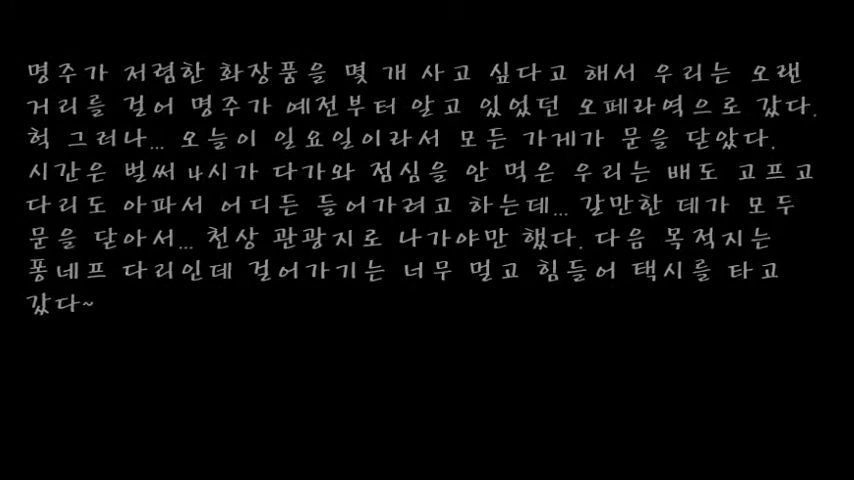 명주가 저렴한 화장품을 몇 개 사고 싶다고 해서 우리는 오랜
거리를 걸어 명주가 예전부터 알고 있었던 오페라역으로 갔다.
헉 그러나... 오늘이 일요일이라서 모든 가게가 문을 닫았다.
시간은 벌써 4시가 다가와 점심을 안 먹은 우리는 배도 고프고
다리도 아파서 어디든 들어가려고 하는데... 갈만한 데가 모두
문을 닫아서... 천상 관광지로 나가야만 했다. 다음 목적지는
퐁네프 다리인데 걸어가기는 너무 멀고 힘들어 택시를 타고
갔다~